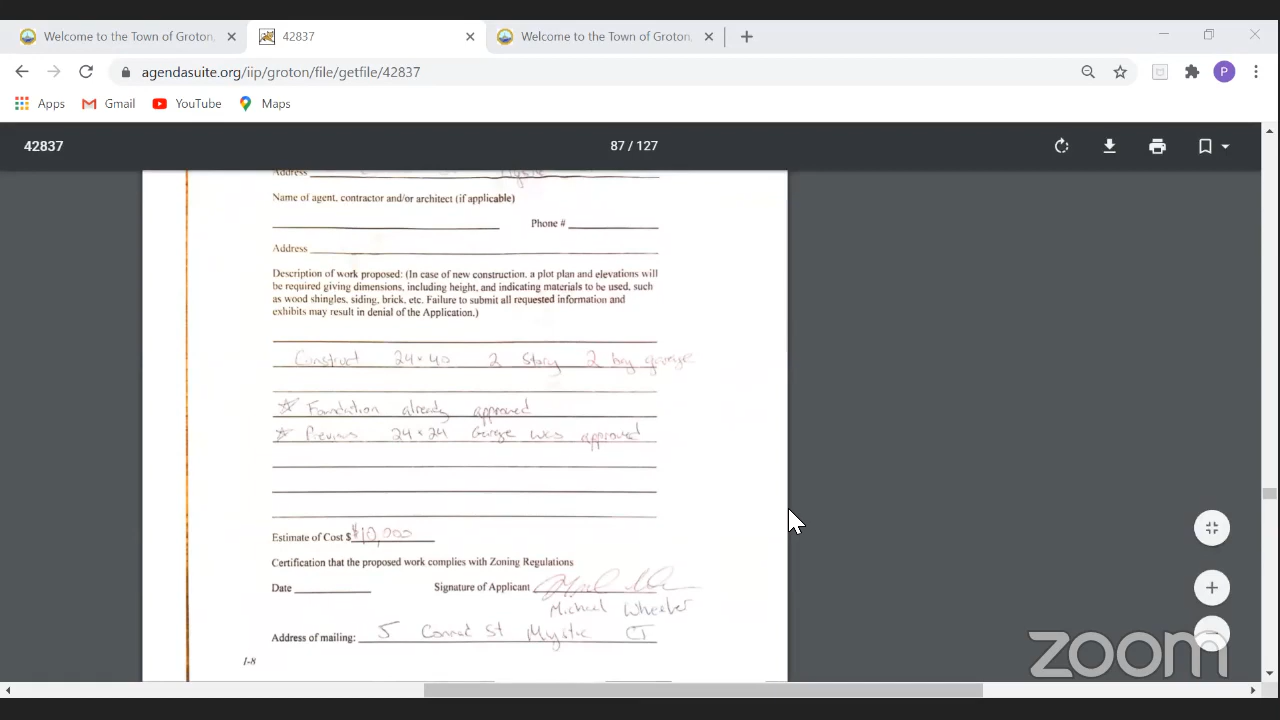 Welcome to the Town of Groton, 42837 Welcome to the Town of Groton,
agendasuite.org/iip/groton/file/getfile/42837 P
Apps Gmail YouTube Maps
42837 87 / 127
Address
Name of agent, contractor and/or architect (if applicable)
Phone #
Address
Description of work proposed: (In case of new construction, a plot plan and elevations will
be required giving dimensions, including height, and indicating materials to be used, such
as wood shingles, siding, brick, etc. Failure to submit all requested information and
exhibits may result in denial of the Application.)
Construct 24 x 40 2 Story 2 bay garage
* Foundation already approved
* Previous 24 x 24 Garage was approved
Estimate of Cost $ $10,000
Certification that the proposed work complies with Zoning Regulations
Date Signature of Applicant
Michael Wheeler
Address of mailing: 5 St Mystic CT
I-8
zoom